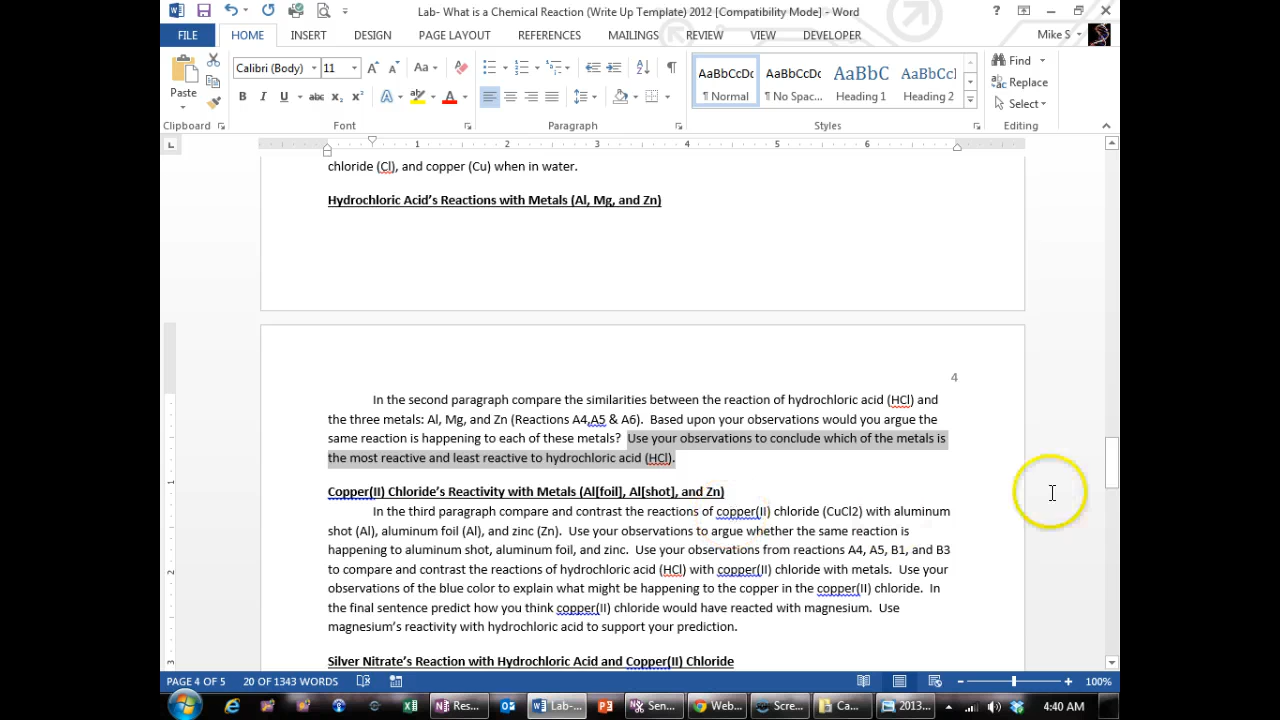 Lab- What is a Chemical Reaction (Write Up Template) 2012 [Compatibility Mode] - Word
FILE HOME INSERT DESIGN PAGE LAYOUT REFERENCES MAILINGS REVIEW VIEW DEVELOPER Mike S
Calibri (Body) 11
Paste
Clipboard Font Paragraph Styles Editing
AaBbCcDc AaBbCcDc AaBbC AaBbCcI
¶ Normal ¶ No Spac... Heading 1 Heading 2
Find
Replace
Select
1 2 3 4 5 6
chloride (Cl), and copper (Cu) when in water.
Hydrochloric Acid's Reactions with Metals (Al, Mg, and Zn)
4
In the second paragraph compare the similarities between the reaction of hydrochloric acid (HCl) and
the three metals: Al, Mg, and Zn (Reactions A4,A5 & A6).  Based upon your observations would you argue the
same reaction is happening to each of these metals?  Use your observations to conclude which of the metals is
the most reactive and least reactive to hydrochloric acid (HCl).
Copper(II) Chloride's Reactivity with Metals (Al[foil], Al[shot], and Zn)
In the third paragraph compare and contrast the reactions of copper(II) chloride (CuCl2) with aluminum
shot (Al), aluminum foil (Al), and zinc (Zn).  Use your observations to argue whether the same reaction is
happening to aluminum shot, aluminum foil, and zinc.  Use your observations from reactions A4, A5, B1, and B3
to compare and contrast the reactions of hydrochloric acid (HCl) with copper(II) chloride with metals.  Use your
observations of the blue color to explain what might be happening to the copper in the copper(II) chloride.  In
the final sentence predict how you think copper(II) chloride would have reacted with magnesium.  Use
magnesium's reactivity with hydrochloric acid to support your prediction.
Silver Nitrate's Reaction with Hydrochloric Acid and Copper(II) Chloride
PAGE 4 OF 5 20 OF 1343 WORDS 100%
Res... Lab-... Sen... Web... Scre... Ca... 2013... 4:40 AM